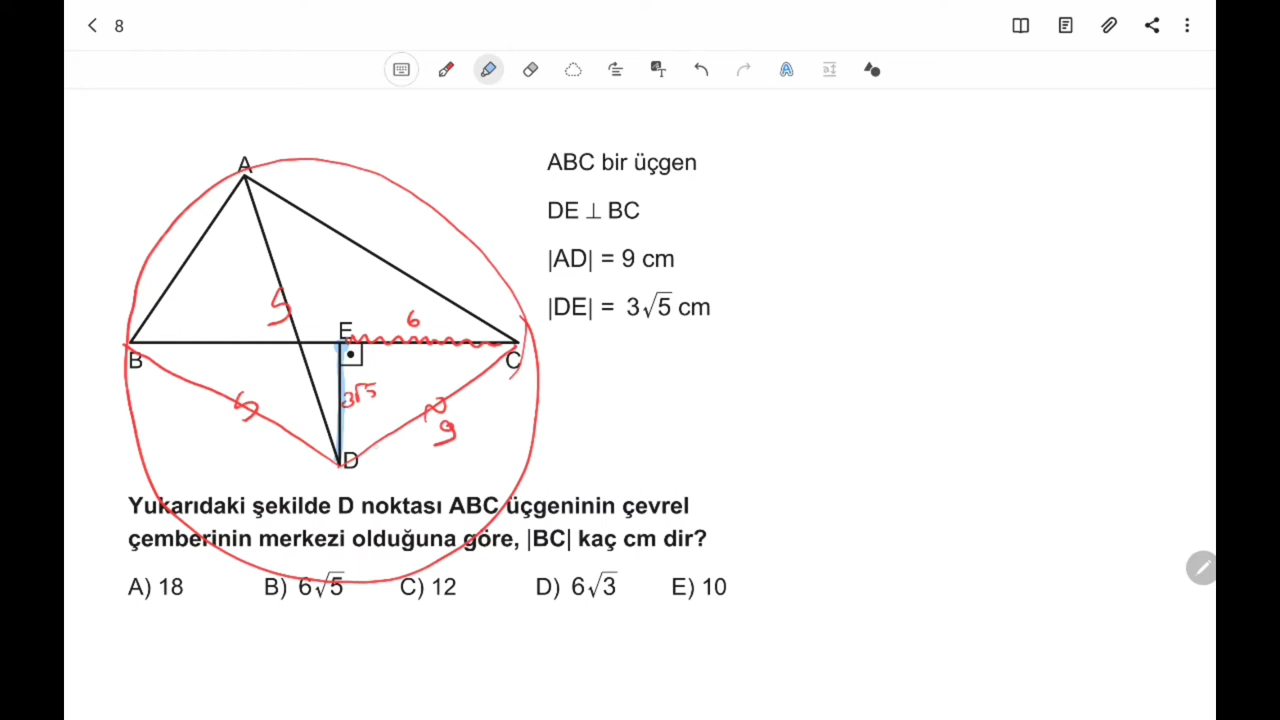 8
A
ABC bir üçgen
DE ⊥ BC
|AD| = 9 cm
|DE| = 3√5 cm
6
E
B
C
3√5
9
D
Yukarıdaki şekilde D noktası ABC üçgeninin çevrel
çemberinin merkezi olduğuna göre, |BC| kaç cm dir?
A) 18 B) 6√5 C) 12 D) 6√3 E) 10